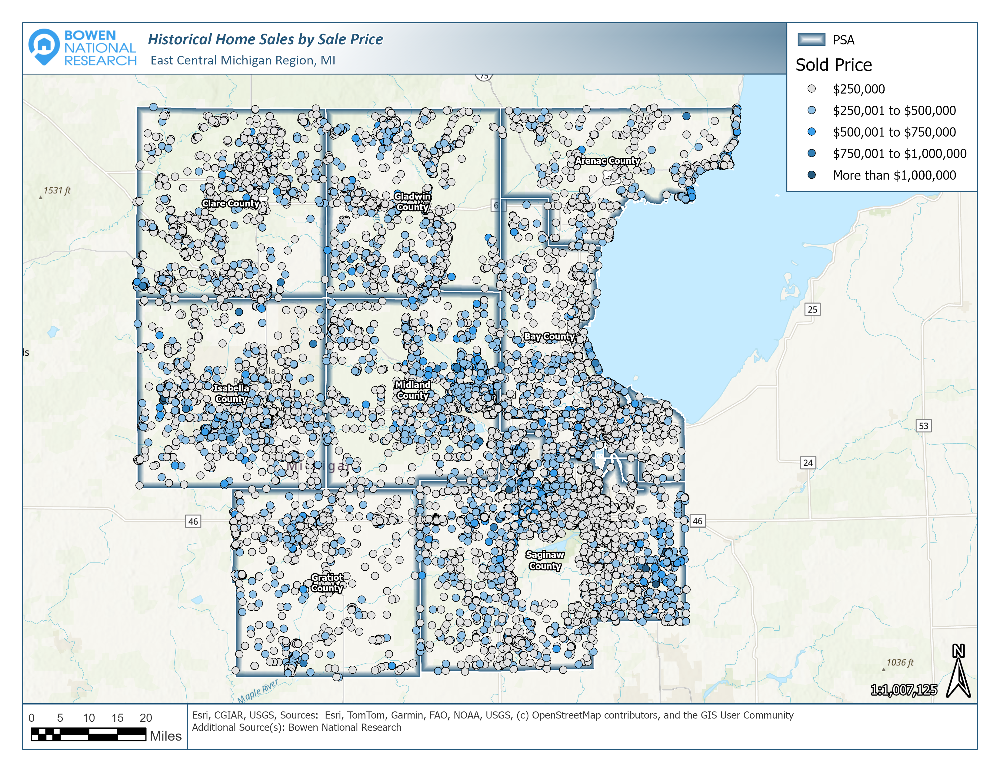 BOWEN
NATIONAL
RESEARCH
Historical Home Sales by Sale Price
East Central Michigan Region, MI
PSA
Sold Price
$250,000
$250,001 to $500,000
$500,001 to $750,000
$750,001 to $1,000,000
More than $1,000,000
75
1531 ft
Arenac County
Clare County
Gladwin
County
6
25
Bay County
ls
Isabella
County
Midland
County
53
24
Michigan
46
46
Saginaw
County
Gratiot
County
Maple River
1036 ft
N
1:1,007,125
0 5 10 15 20
Miles
Esri, CGIAR, USGS, Sources: Esri, TomTom, Garmin, FAO, NOAA, USGS, (c) OpenStreetMap contributors, and the GIS User Community
Additional Source(s): Bowen National Research